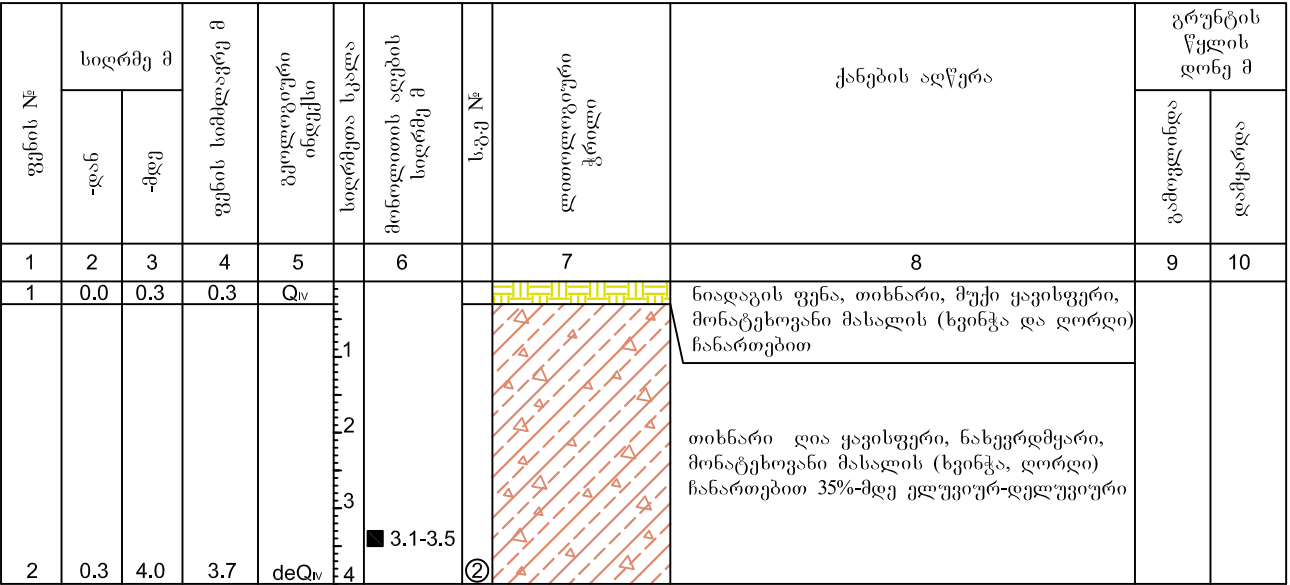 ფენის №
სიღრმე მ
-დან
-მდე
ფენის სიმძლავრე მ
გეოლოგიური
ინდექსი
სიღრმეთა სკალა
მონოლითის აღების
სიღრმე მ
ს.გ.ე №
ლითოლოგიური
ჭრილი
ქანების აღწერა
გრუნტის
წყლის
დონე მ
გამოვლინდა
დამყარდა
1 2 3 4 5 6 7 8 9 10
1 0.0 0.3 0.3 QIV
ნიადაგის ფენა, თიხნარი, მუქი ყავისფერი,
მონატეხოვანი მასალის (ხვინჭა და ღორღი)
ჩანართებით
1
2
თიხნარი ღია ყავისფერი, ნახევრდმყარი,
მონატეხოვანი მასალის (ხვინჭა, ღორღი)
ჩანართებით 35%-მდე ელუვიურ-დელუვიური
3
3.1-3.5
2 0.3 4.0 3.7 deQIV 4 2